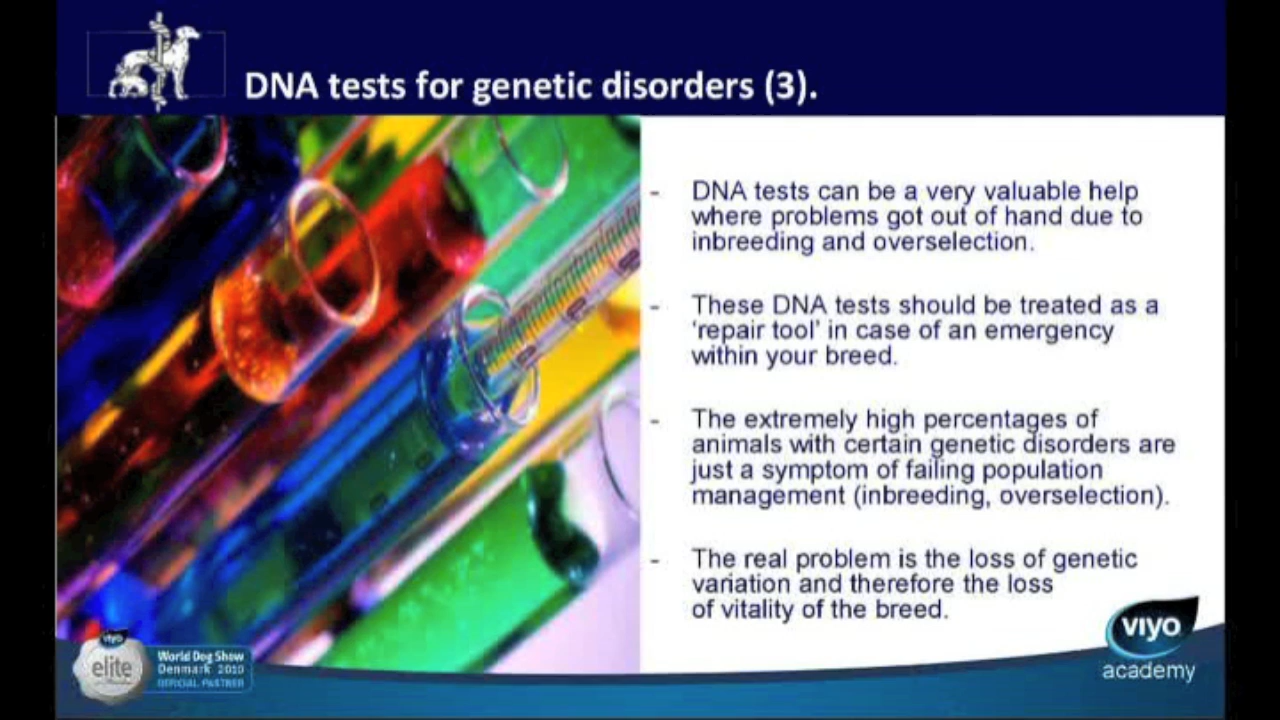 DNA tests for genetic disorders (3).
- DNA tests can be a very valuable help
where problems got out of hand due to
inbreeding and overselection.
- These DNA tests should be treated as a
‘repair tool’ in case of an emergency
within your breed.
- The extremely high percentages of
animals with certain genetic disorders are
just a symptom of failing population
management (inbreeding, overselection).
- The real problem is the loss of genetic
variation and therefore the loss
of vitality of the breed.
viyo
academy
viyo
elite
World Dog Show
Denmark 2010
OFFICIAL PARTNER